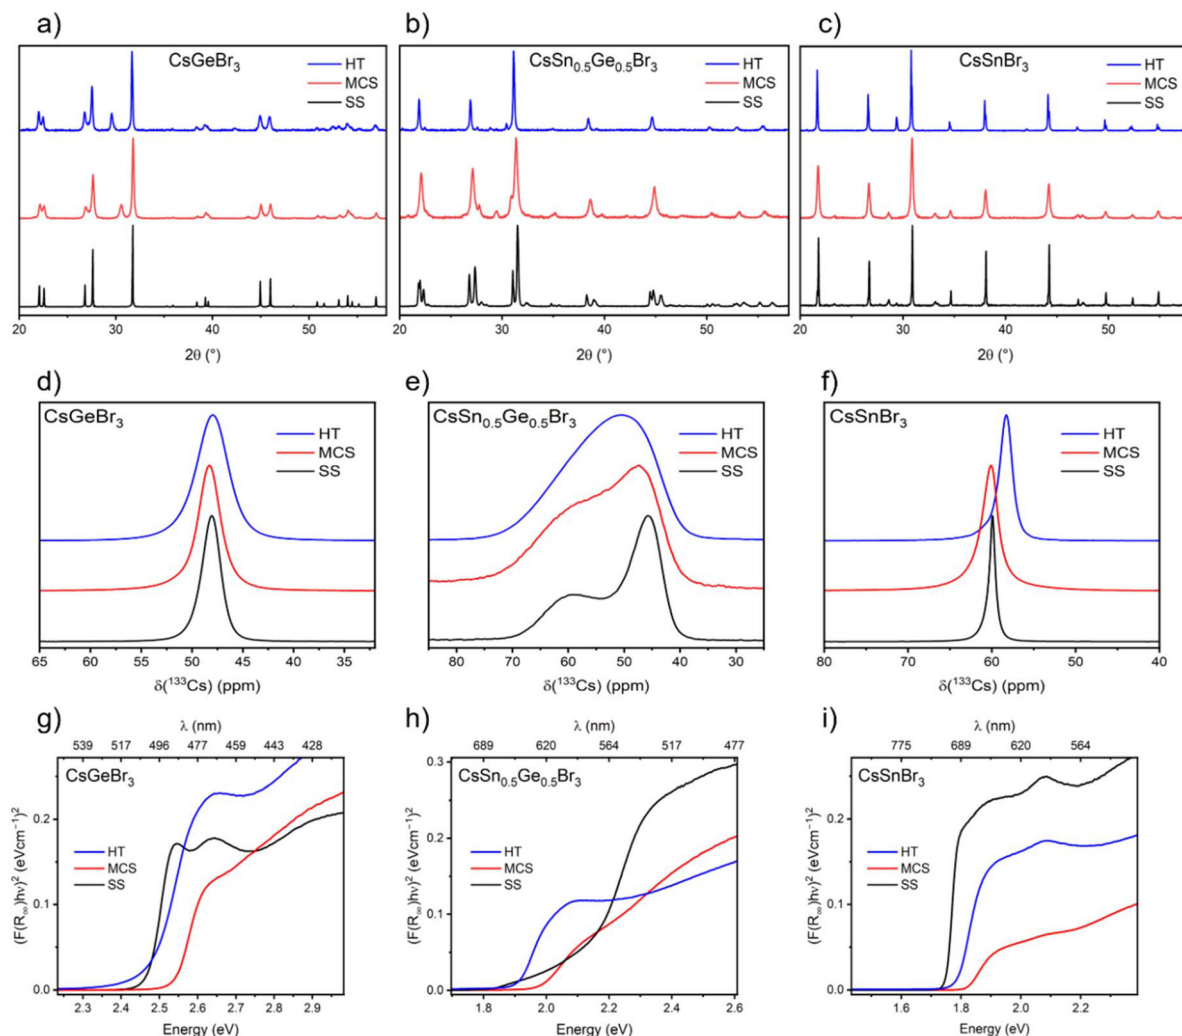 a)
CsGeBr3
HT
MCS
SS
20 30 40 50
2θ (°)
b)
CsSn0.5Ge0.5Br3
HT
MCS
SS
20 30 40 50
2θ (°)
c)
CsSnBr3
HT
MCS
SS
20 30 40 50
2θ (°)
d)
CsGeBr3
HT
MCS
SS
65 60 55 50 45 40 35
δ(133Cs) (ppm)
e)
CsSn0.5Ge0.5Br3
HT
MCS
SS
80 70 60 50 40 30
δ(133Cs) (ppm)
f)
CsSnBr3
HT
MCS
SS
80 70 60 50 40
δ(133Cs) (ppm)
g)
λ (nm)
539 517 496 477 459 443 428
CsGeBr3
0.2
0.1
0.0
(F(R∞)hν)2 (eVcm−1)2
HT
MCS
SS
2.3 2.4 2.5 2.6 2.7 2.8 2.9
Energy (eV)
h)
λ (nm)
689 620 564 517 477
0.3
CsSn0.5Ge0.5Br3
0.2
0.1
0.0
(F(R∞)hν)2 (eVcm−1)2
HT
MCS
SS
1.8 2.0 2.2 2.4 2.6
Energy (eV)
i)
λ (nm)
775 689 620 564
CsSnBr3
0.2
0.1
0.0
(F(R∞)hν)2 (eVcm−1)2
HT
MCS
SS
1.6 1.8 2.0 2.2
Energy (eV)